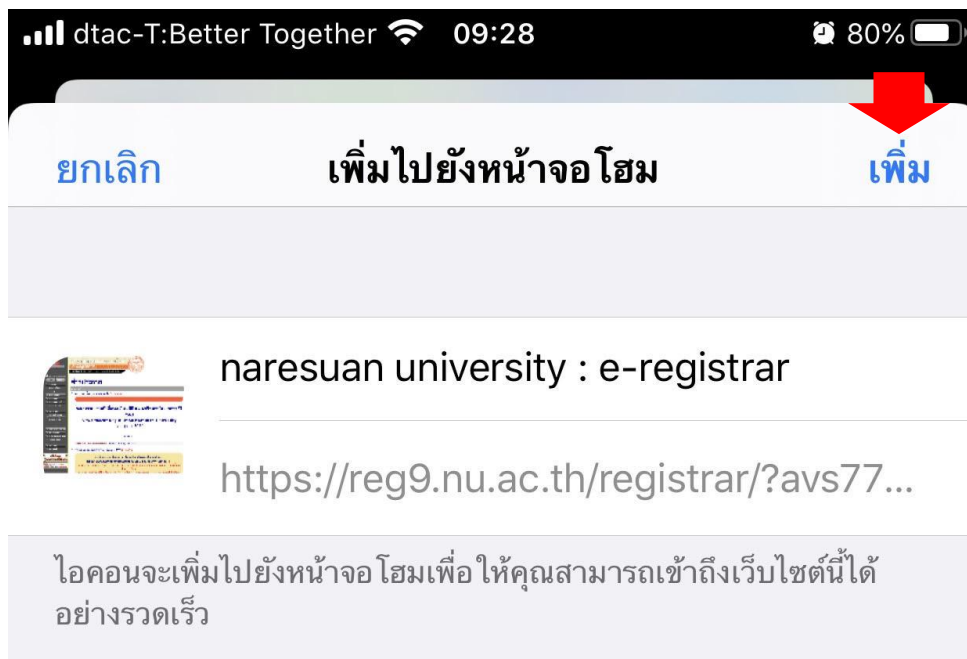 dtac-T:Better Together 09:28 80%
ยกเลิก เพิ่มไปยังหน้าจอโฮม เพิ่ม
naresuan university : e-registrar
https://reg9.nu.ac.th/registrar/?avs77...
ไอคอนจะเพิ่มไปยังหน้าจอโฮมเพื่อให้คุณสามารถเข้าถึงเว็บไซต์นี้ได้
อย่างรวดเร็ว